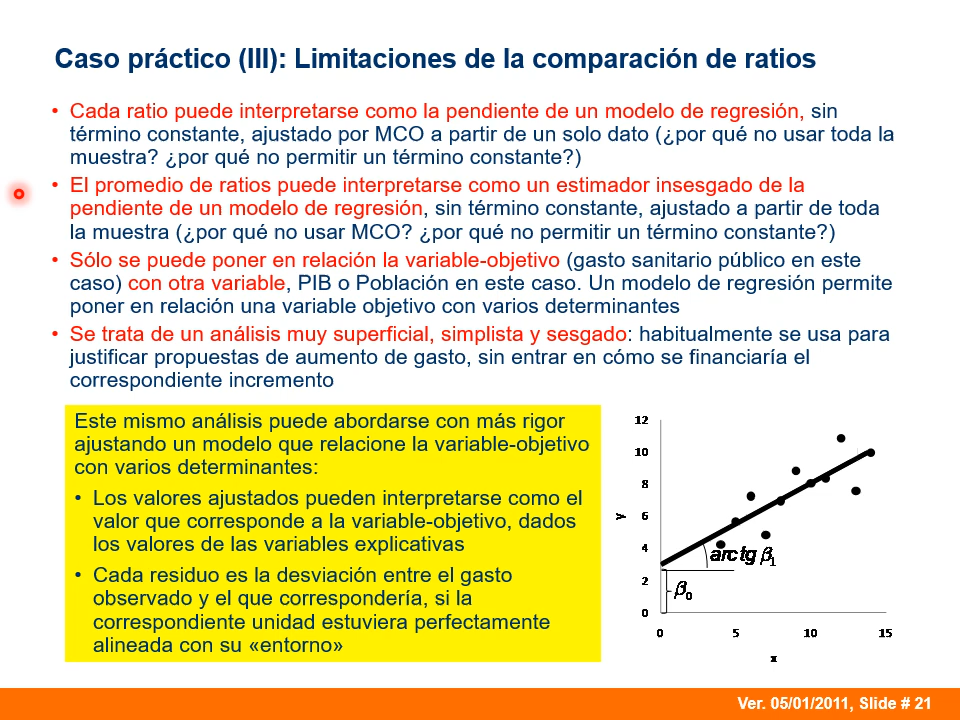 Caso práctico (III): Limitaciones de la comparación de ratios
• Cada ratio puede interpretarse como la pendiente de un modelo de regresión, sin
término constante, ajustado por MCO a partir de un solo dato (¿por qué no usar toda la
muestra? ¿por qué no permitir un término constante?)
• El promedio de ratios puede interpretarse como un estimador insesgado de la
pendiente de un modelo de regresión, sin término constante, ajustado a partir de toda
la muestra (¿por qué no usar MCO? ¿por qué no permitir un término constante?)
• Sólo se puede poner en relación la variable-objetivo (gasto sanitario público en este
caso) con otra variable, PIB o Población en este caso. Un modelo de regresión permite
poner en relación una variable objetivo con varios determinantes
• Se trata de un análisis muy superficial, simplista y sesgado: habitualmente se usa para
justificar propuestas de aumento de gasto, sin entrar en cómo se financiaría el
correspondiente incremento
Este mismo análisis puede abordarse con más rigor
ajustando un modelo que relacione la variable-objetivo
con varios determinantes:
• Los valores ajustados pueden interpretarse como el
valor que corresponde a la variable-objetivo, dados
los valores de las variables explicativas
• Cada residuo es la desviación entre el gasto
observado y el que correspondería, si la
correspondiente unidad estuviera perfectamente
alineada con su «entorno»
12
10
8
6
4
2
0
y
arctg β₁
β₀
0 5 10 15
x
Ver. 05/01/2011, Slide # 21